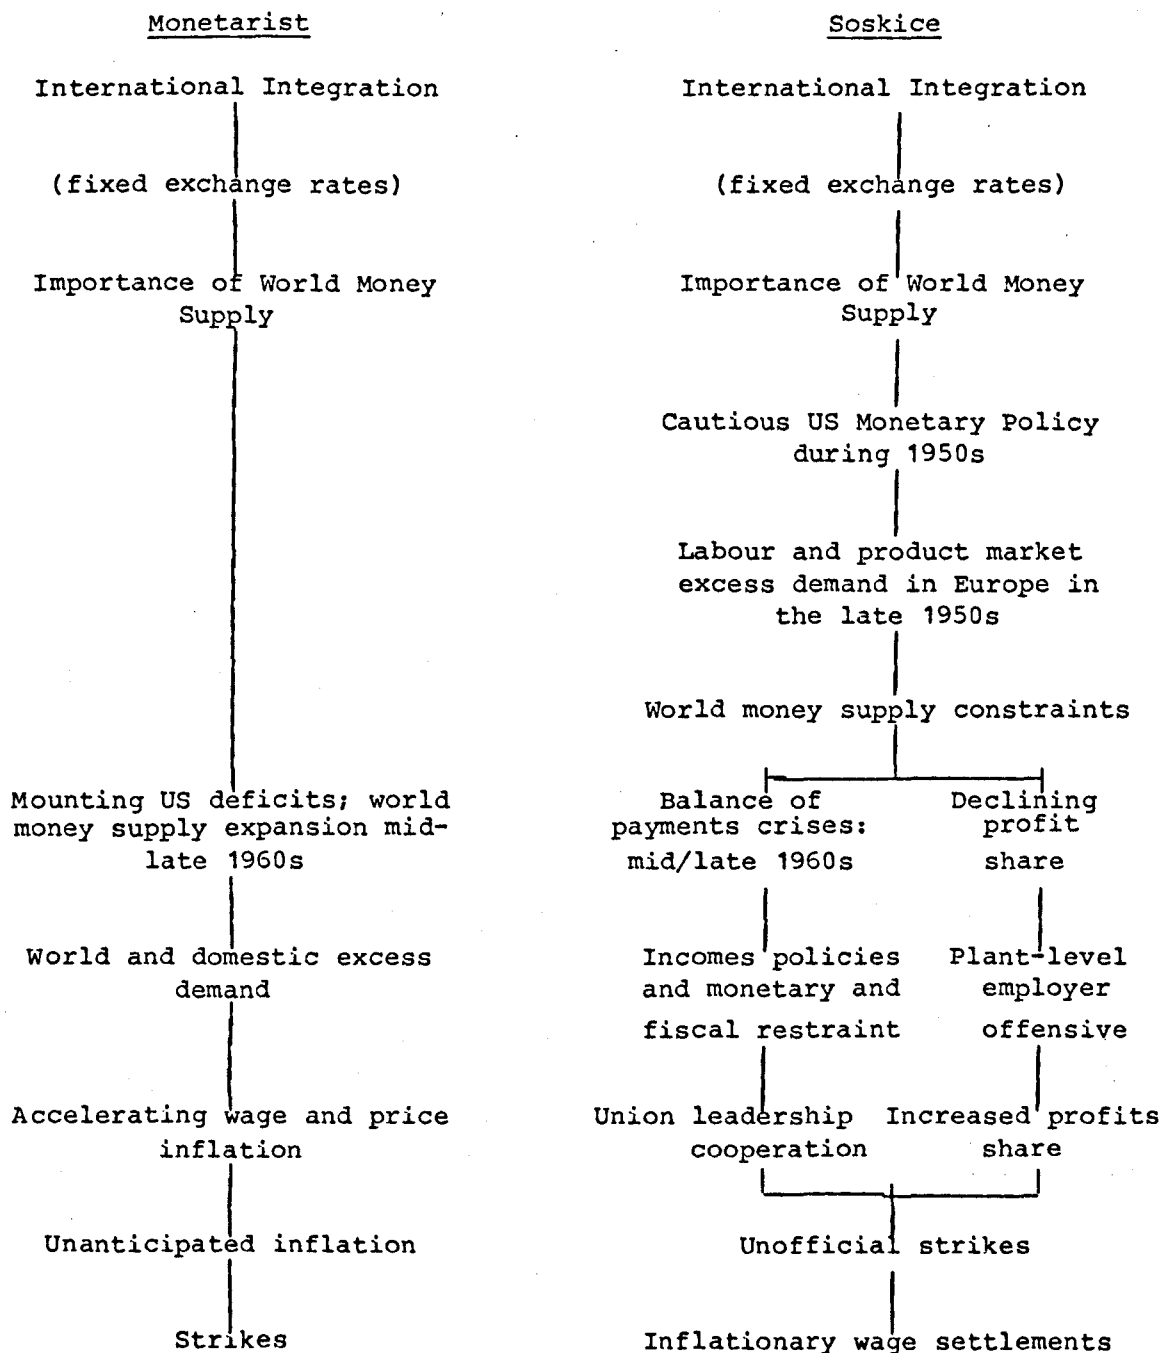 Monetarist
International Integration
(fixed exchange rates)
Importance of World Money
Supply
Mounting US deficits; world
money supply expansion mid-
late 1960s
World and domestic excess
demand
Accelerating wage and price
inflation
Unanticipated inflation
Strikes
Soskice
International Integration
(fixed exchange rates)
Importance of World Money
Supply
Cautious US Monetary Policy
during 1950s
Labour and product market
excess demand in Europe in
the late 1950s
World money supply constraints
Balance of
payments crises:
mid/late 1960s
Declining
profit
share
Incomes policies
and monetary and
fiscal restraint
Plant-level
employer
offensive
Union leadership
cooperation
Increased profits
share
Unofficial strikes
Inflationary wage settlements